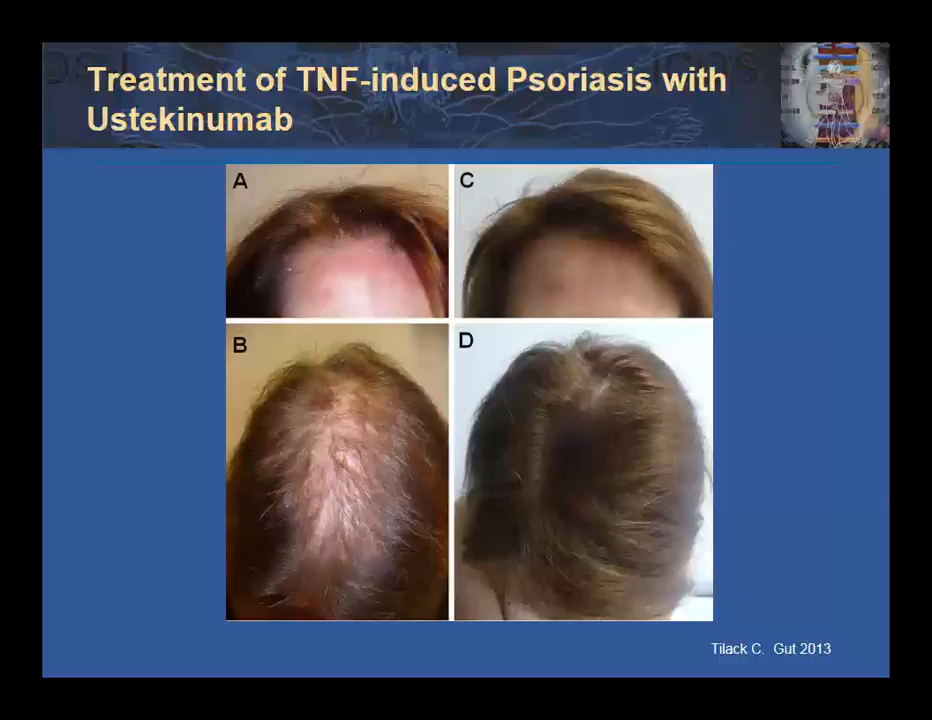 Treatment of TNF-induced Psoriasis with
Ustekinumab
A
C
B
D
Tilack C. Gut 2013